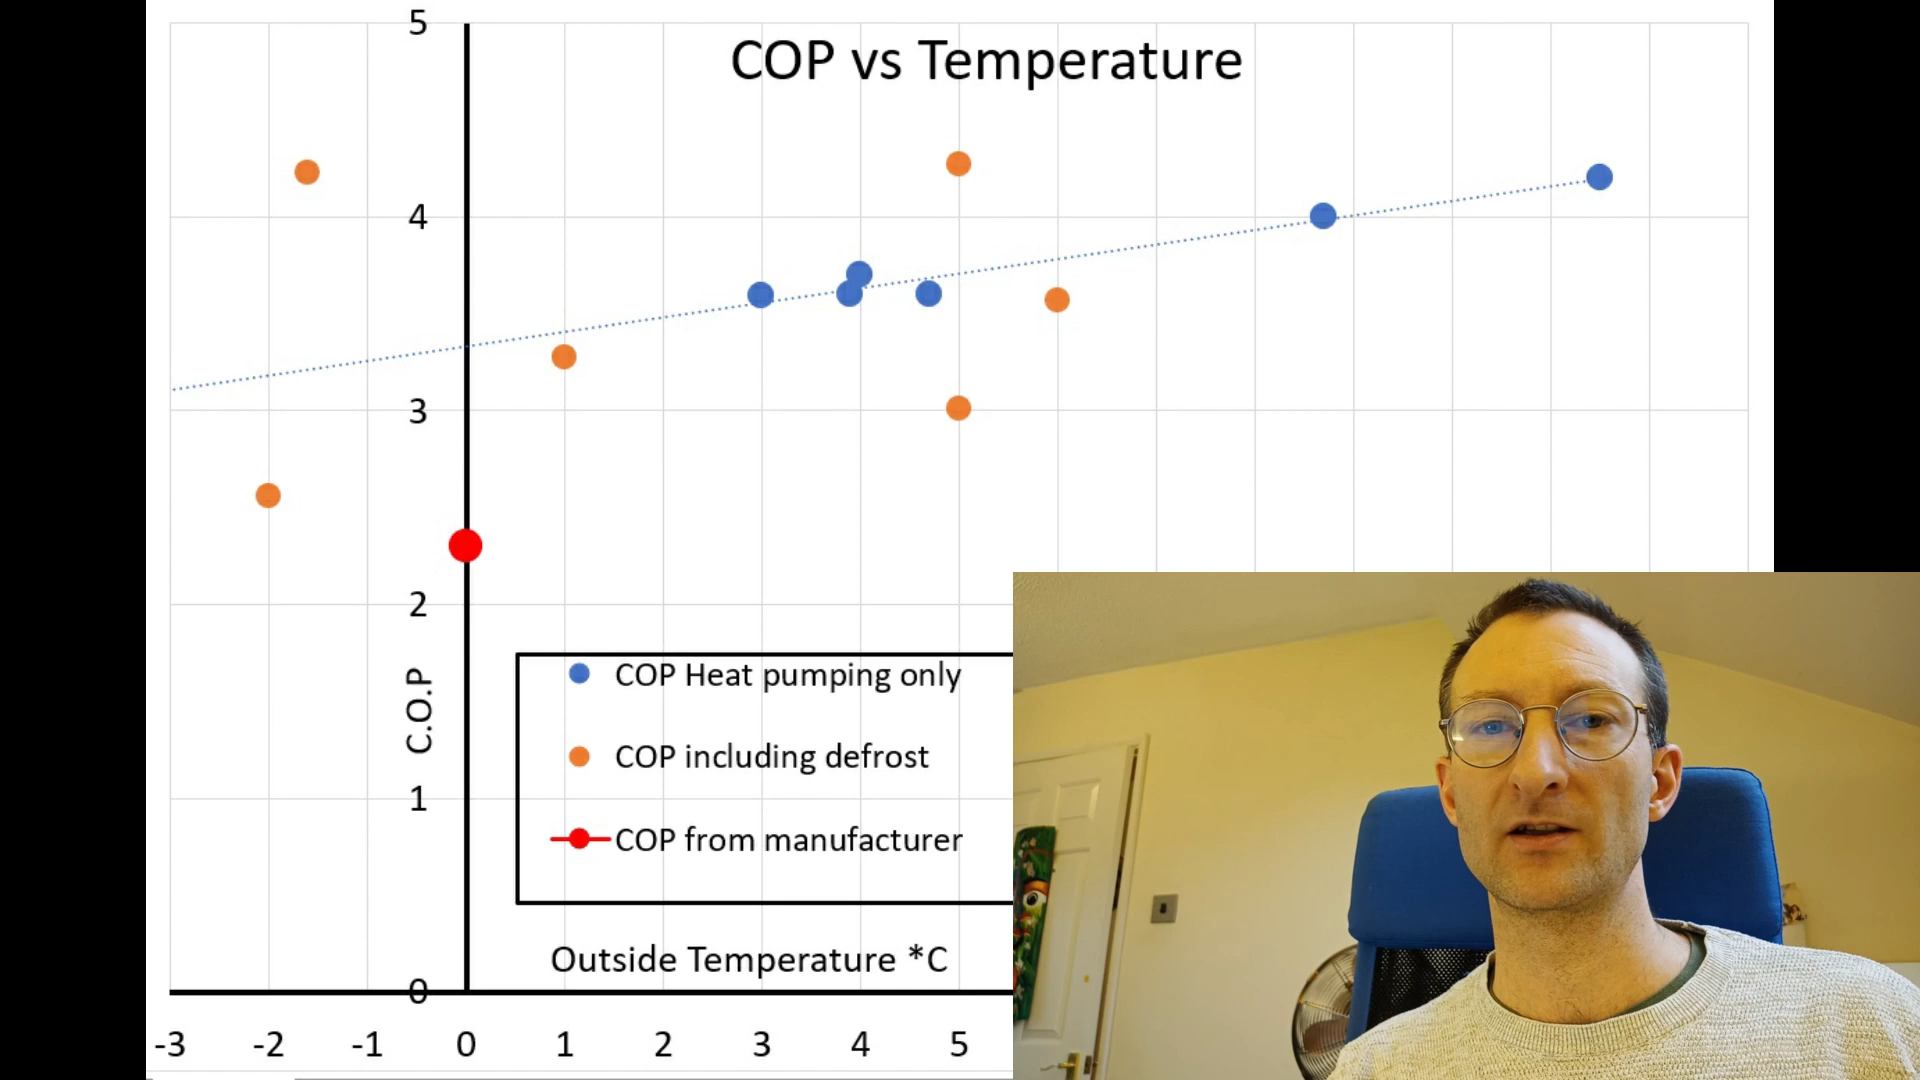 COP vs Temperature
5
4
3
2
1
0
C.O.P
COP Heat pumping only
COP including defrost
COP from manufacturer
Outside Temperature *C
-3 -2 -1 0 1 2 3 4 5